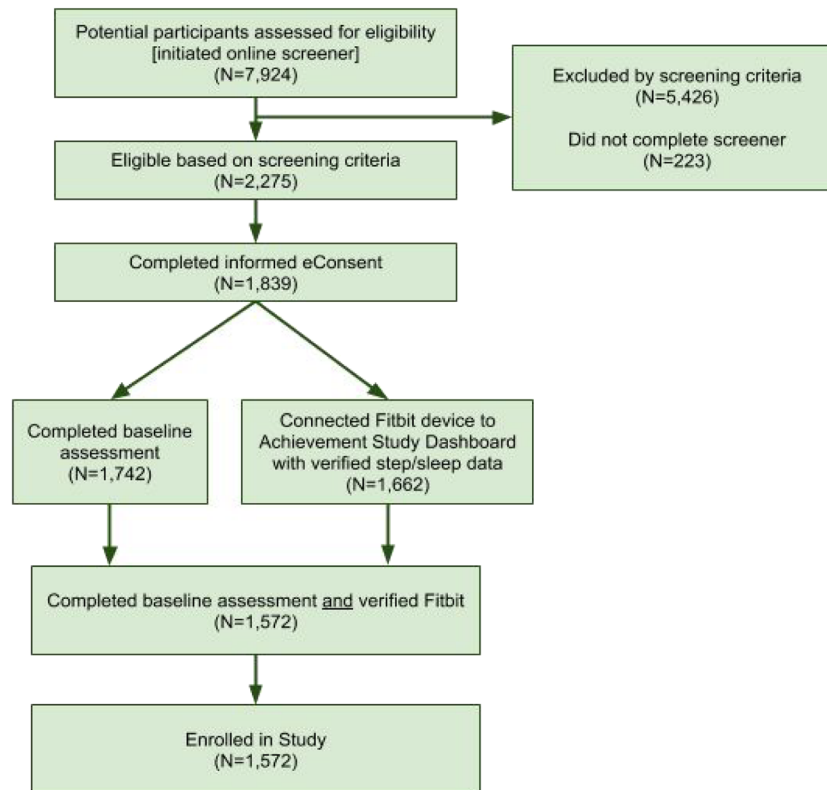 Potential participants assessed for eligibility
[initiated online screener]
(N=7,924)
Excluded by screening criteria
(N=5,426)
Did not complete screener
(N=223)
Eligible based on screening criteria
(N=2,275)
Completed informed eConsent
(N=1,839)
Completed baseline
assessment
(N=1,742)
Connected Fitbit device to
Achievement Study Dashboard
with verified step/sleep data
(N=1,662)
Completed baseline assessment and verified Fitbit
(N=1,572)
Enrolled in Study
(N=1,572)